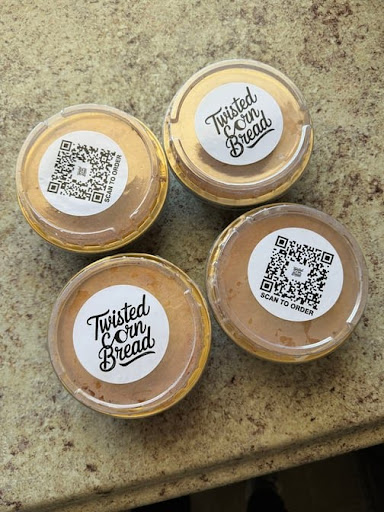 SCAN TO ORDER
Twisted
Corn
Bread
Twisted
Corn
Bread
SCAN TO ORDER